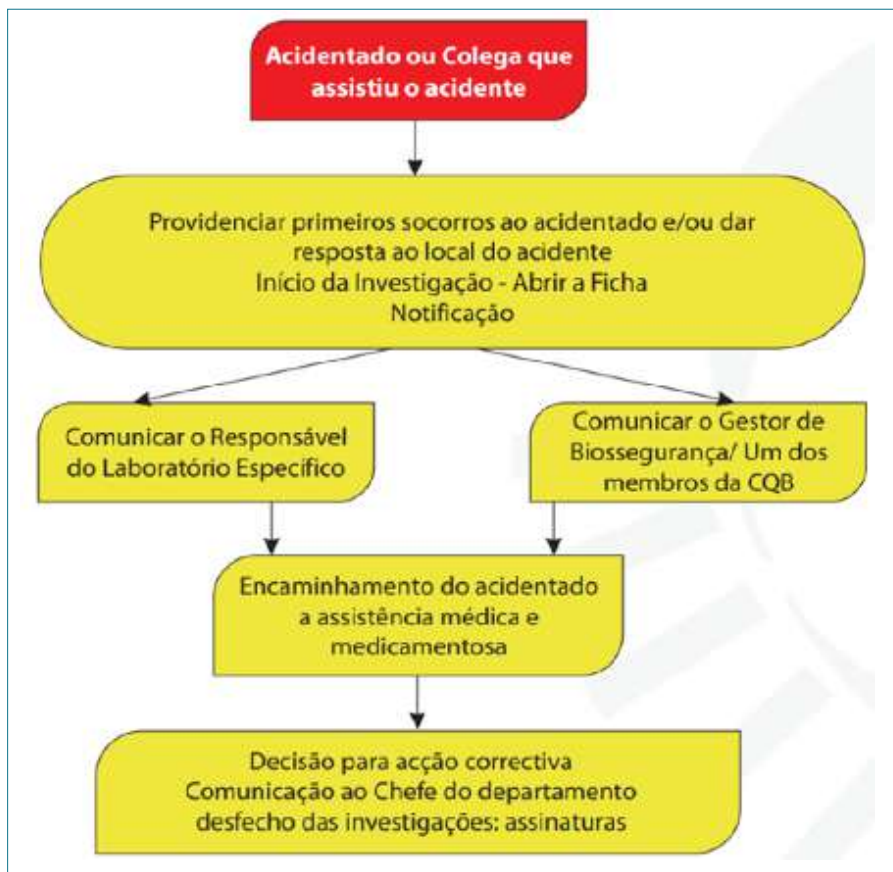 Acidentado ou Colega que
assistiu o acidente
Providenciar primeiros socorros ao acidentado e/ou dar
resposta ao local do acidente
Início da Investigação - Abrir a Ficha
Notificação
Comunicar o Responsável
do Laboratório Específico
Comunicar o Gestor de
Biossegurança/ Um dos
membros da CQB
Encaminhamento do acidentado
a assistência médica e
medicamentosa
Decisão para acção correctiva
Comunicação ao Chefe do departamento
desfecho das investigações: assinaturas